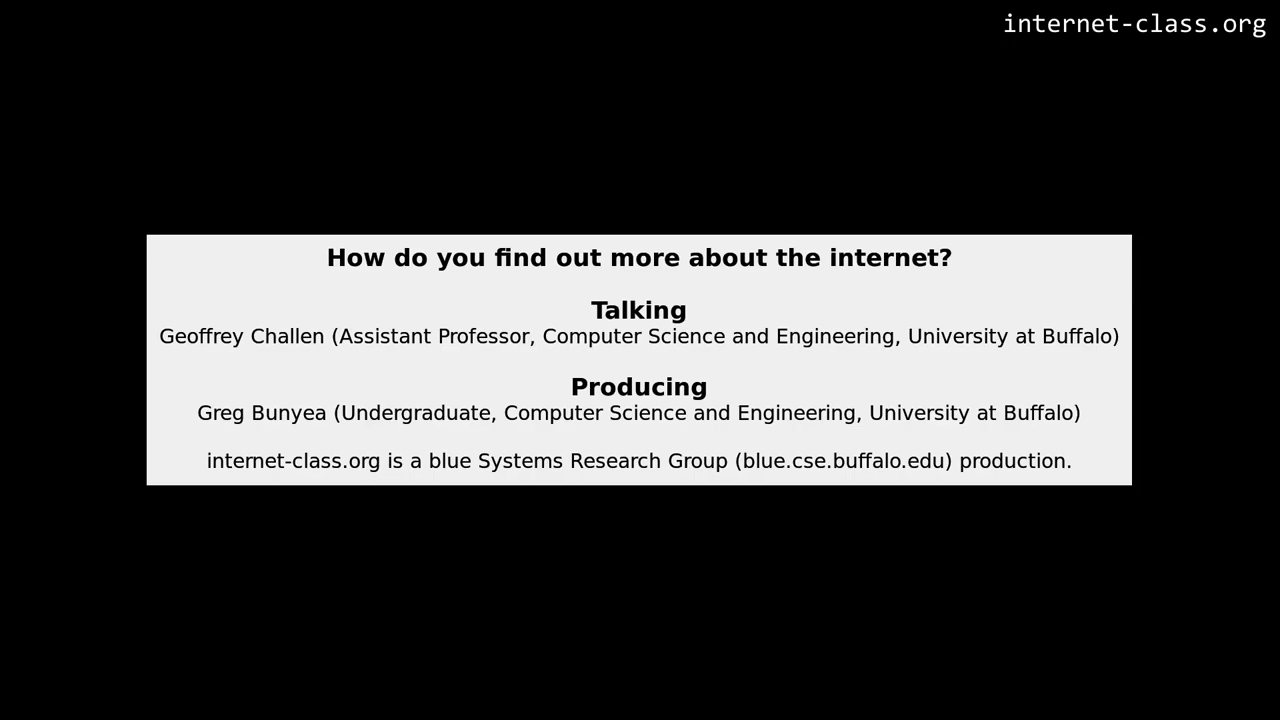 internet-class.org
How do you find out more about the internet?
Talking
Geoffrey Challen (Assistant Professor, Computer Science and Engineering, University at Buffalo)
Producing
Greg Bunyea (Undergraduate, Computer Science and Engineering, University at Buffalo)
internet-class.org is a blue Systems Research Group (blue.cse.buffalo.edu) production.